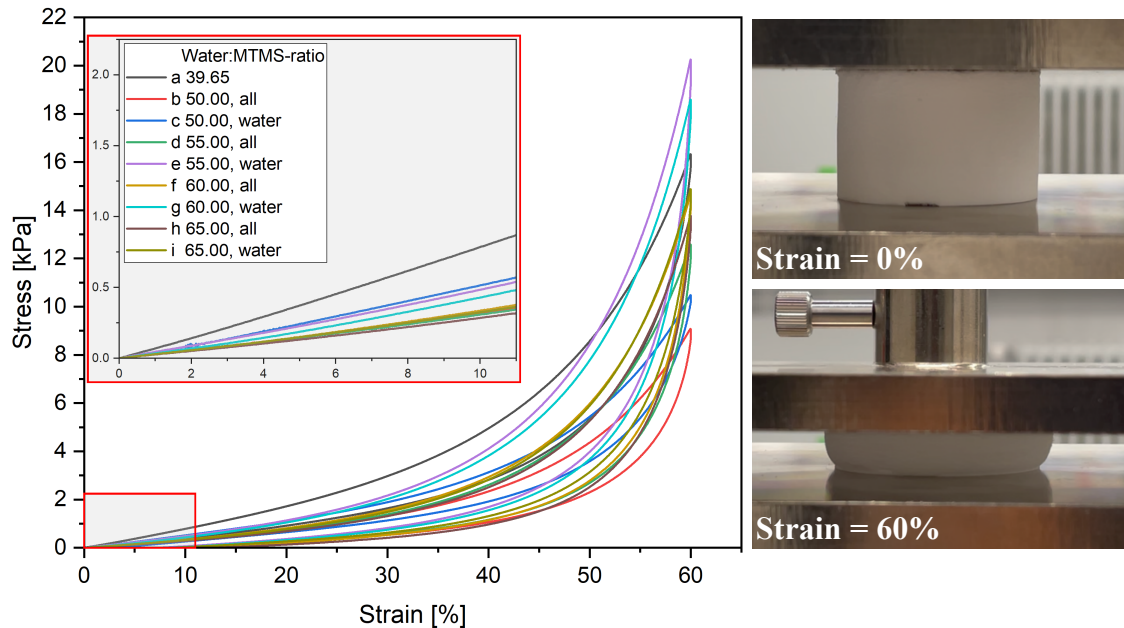 22
20
18
16
14
12
10
8
6
4
2
0
Stress [kPa]
0 10 20 30 40 50 60
Strain [%]
2.0
1.5
1.0
0.5
0.0
0 2 4 6 8 10
Water:MTMS-ratio
a 39.65
b 50.00, all
c 50.00, water
d 55.00, all
e 55.00, water
f 60.00, all
g 60.00, water
h 65.00, all
i 65.00, water
Strain = 0%
Strain = 60%